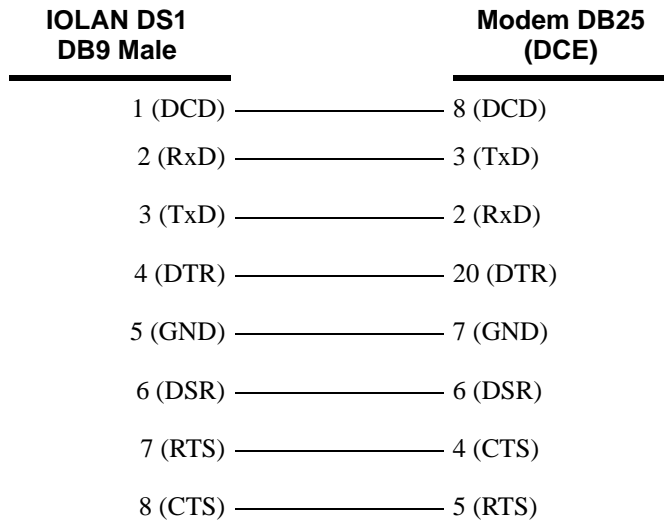 IOLAN DS1 Modem DB25
DB9 Male (DCE)
1 (DCD) 8 (DCD)
2 (RxD) 3 (TxD)
3 (TxD) 2 (RxD)
4 (DTR) 20 (DTR)
5 (GND) 7 (GND)
6 (DSR) 6 (DSR)
7 (RTS) 4 (CTS)
8 (CTS) 5 (RTS)